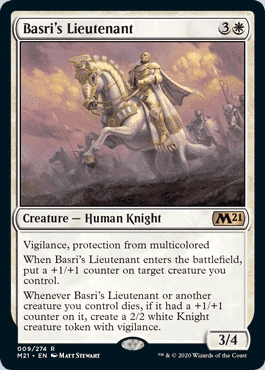 Basri's Lieutenant 3
Creature — Human Knight M21
Vigilance, protection from multicolored
When Basri's Lieutenant enters the battlefield,
put a +1/+1 counter on target creature you
control.
Whenever Basri's Lieutenant or another
creature you control dies, if it had a +1/+1
counter on it, create a 2/2 white Knight
creature token with vigilance.
3/4
009/274 R
M21 • EN MATT STEWART ™ & © 2020 Wizards of the Coast